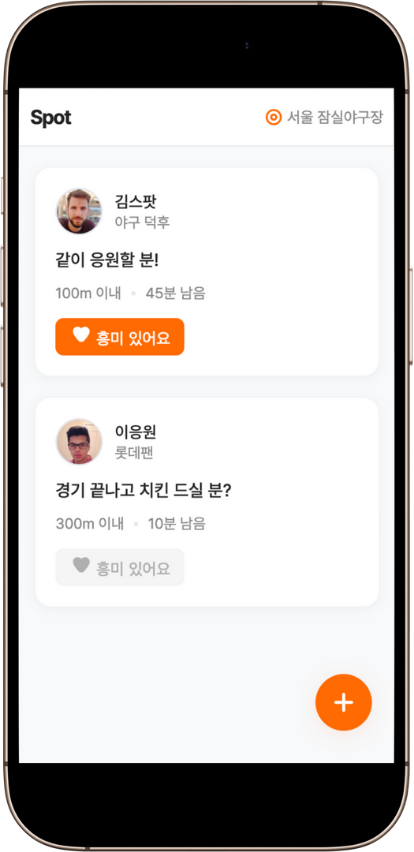 Spot
서울 잠실야구장
김스팟
야구 덕후
같이 응원할 분!
100m 이내 • 45분 남음
흥미 있어요
이응원
롯데팬
경기 끝나고 치킨 드실 분?
300m 이내 • 10분 남음
흥미 있어요